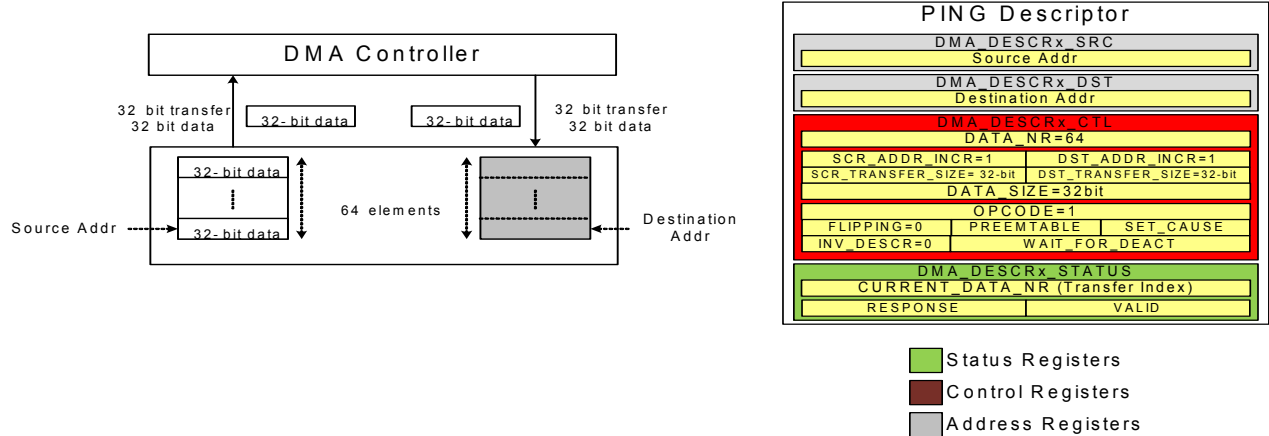 DMA Controller
32 bit transfer
32 bit data
32- bit data
32- bit data
32 bit transfer
32 bit data
32- bit data
64 elements
Source Addr
32- bit data
Destination
Addr
PING Descriptor
DMA_DESCRx_SRC
Source Addr
DMA_DESCRx_DST
Destination Addr
DMA_DESCRx_CTL
DATA_NR=64
SCR_ADDR_INCR=1 DST_ADDR_INCR=1
SCR_TRANSFER_SIZE= 32-bit DST_TRANSFER_SIZE=32-bit
DATA_SIZE=32bit
OPCODE=1
FLIPPING=0 PREEMTABLE SET_CAUSE
INV_DESCR=0 WAIT_FOR_DEACT
DMA_DESCRx_STATUS
CURRENT_DATA_NR (Transfer Index)
RESPONSE VALID
Status Registers
Control Registers
Address Registers